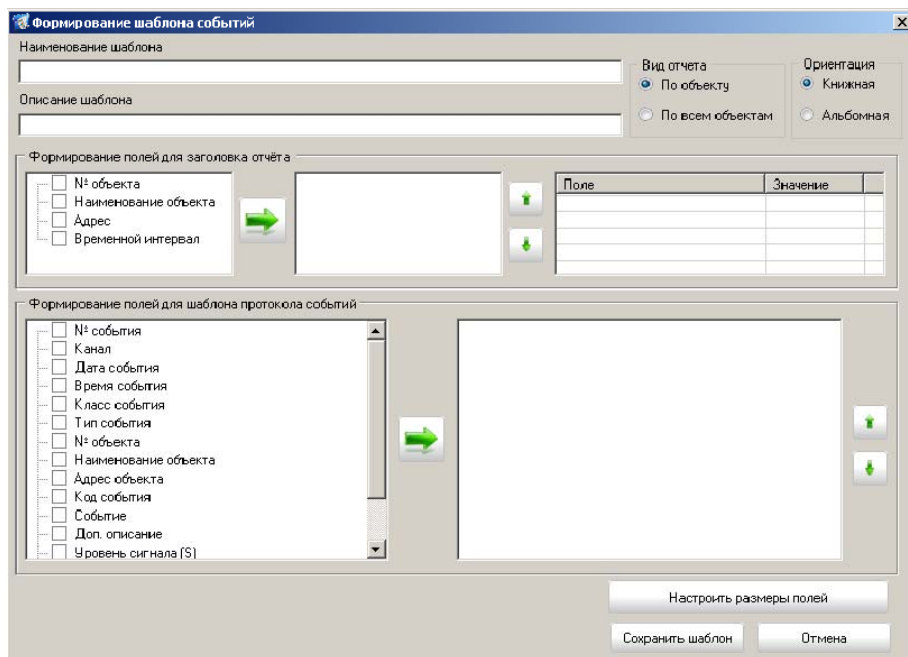 Формирование шаблона событий
Наименование шаблона
Описание шаблона
Вид отчета
По объекту
По всем объектам
Ориентация
Книжная
Альбомная
Формирование полей для заголовка отчёта
№ объекта
Наименование объекта
Адрес
Временной интервал
Поле Значение
Формирование полей для шаблона протокола событий
№ события
Канал
Дата события
Время события
Класс события
Тип события
№ объекта
Наименование объекта
Адрес объекта
Код события
Событие
Доп. описание
Уровень сигнала (S)
Настроить размеры полей
Сохранить шаблон
Отмена